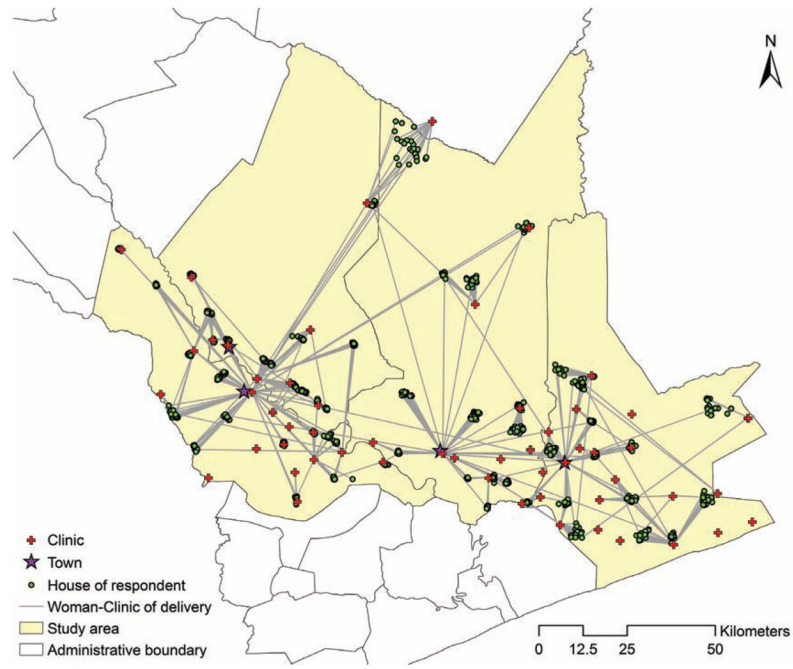 N
Clinic
Town
House of respondent
Woman-Clinic of delivery
Study area
Administrative boundary
Kilometers
0 12.5 25 50